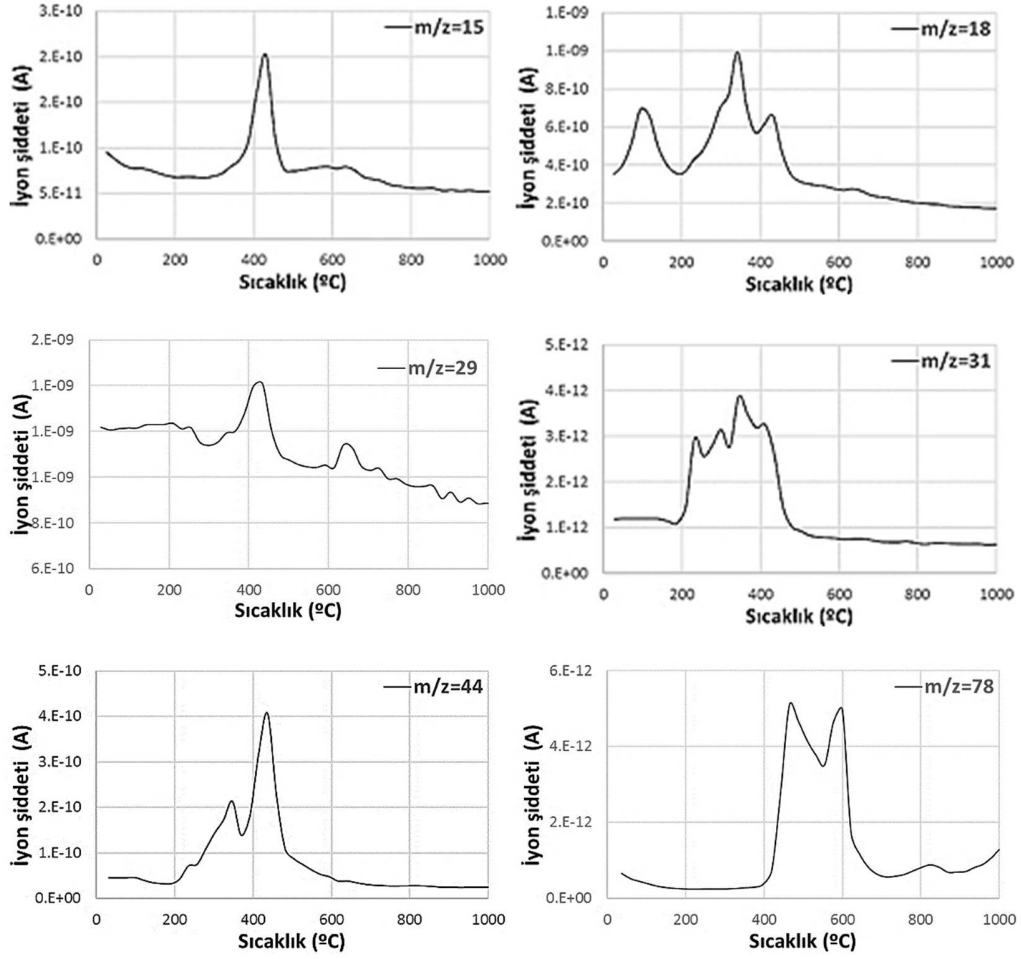 m/z=15
İyon şiddeti (A)
3.E-10
2.E-10
2.E-10
1.E-10
5.E-11
0.E+00
0 200 400 600 800 1000
Sıcaklık (ºC)
m/z=18
İyon şiddeti (A)
1.E-09
1.E-09
8.E-10
6.E-10
4.E-10
2.E-10
0.E+00
0 200 400 600 800 1000
Sıcaklık (ºC)
m/z=29
İyon şiddeti (A)
2.E-09
1.E-09
1.E-09
1.E-09
8.E-10
6.E-10
0 200 400 600 800 1000
Sıcaklık (ºC)
m/z=31
İyon şiddeti (A)
5.E-12
4.E-12
3.E-12
2.E-12
1.E-12
0.E+00
0 200 400 600 800 1000
Sıcaklık (ºC)
m/z=44
İyon şiddeti (A)
5.E-10
4.E-10
3.E-10
2.E-10
1.E-10
0.E+00
0 200 400 600 800 1000
Sıcaklık (ºC)
m/z=78
İyon şiddeti (A)
6.E-12
4.E-12
2.E-12
0.E+00
0 200 400 600 800 1000
Sıcaklık (ºC)